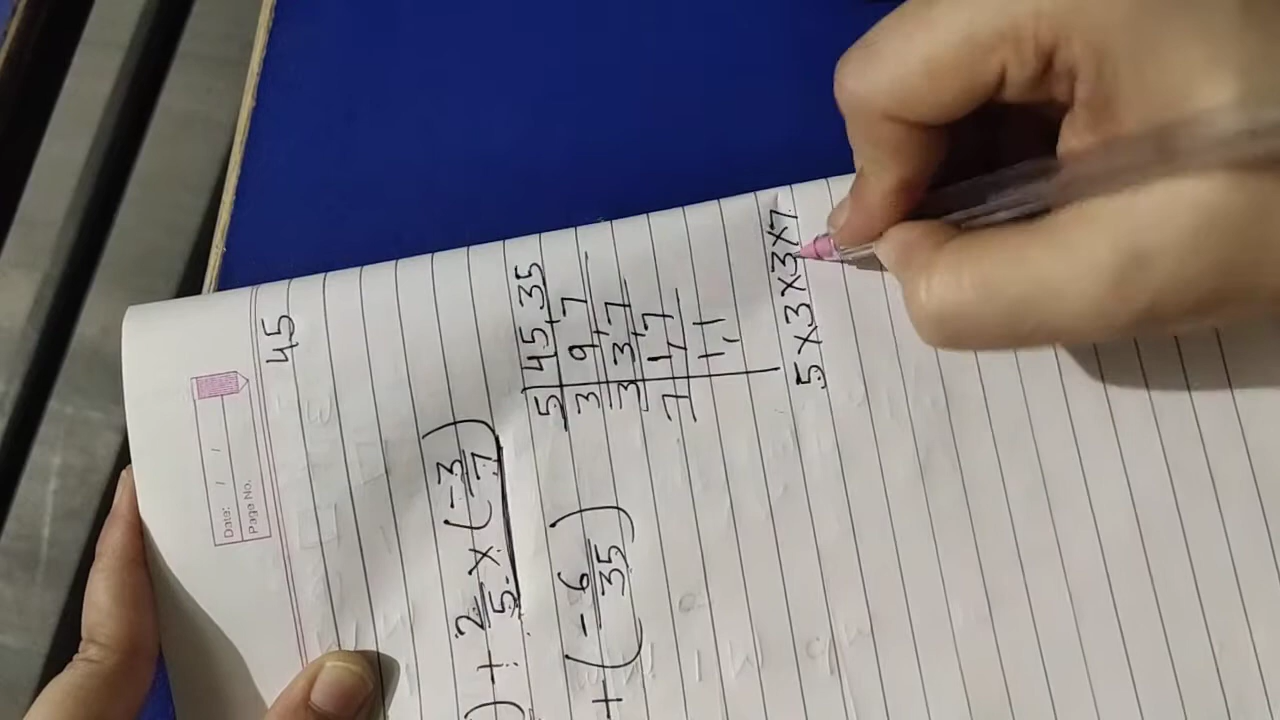 Date: / /
Page No.
45
) + 2/5 × (-3/7)
+ (-6/35)
5 | 45, 35
3 | 9, 7
3 | 3, 7
7 | 1, 7
1, 1
5×3×3×7